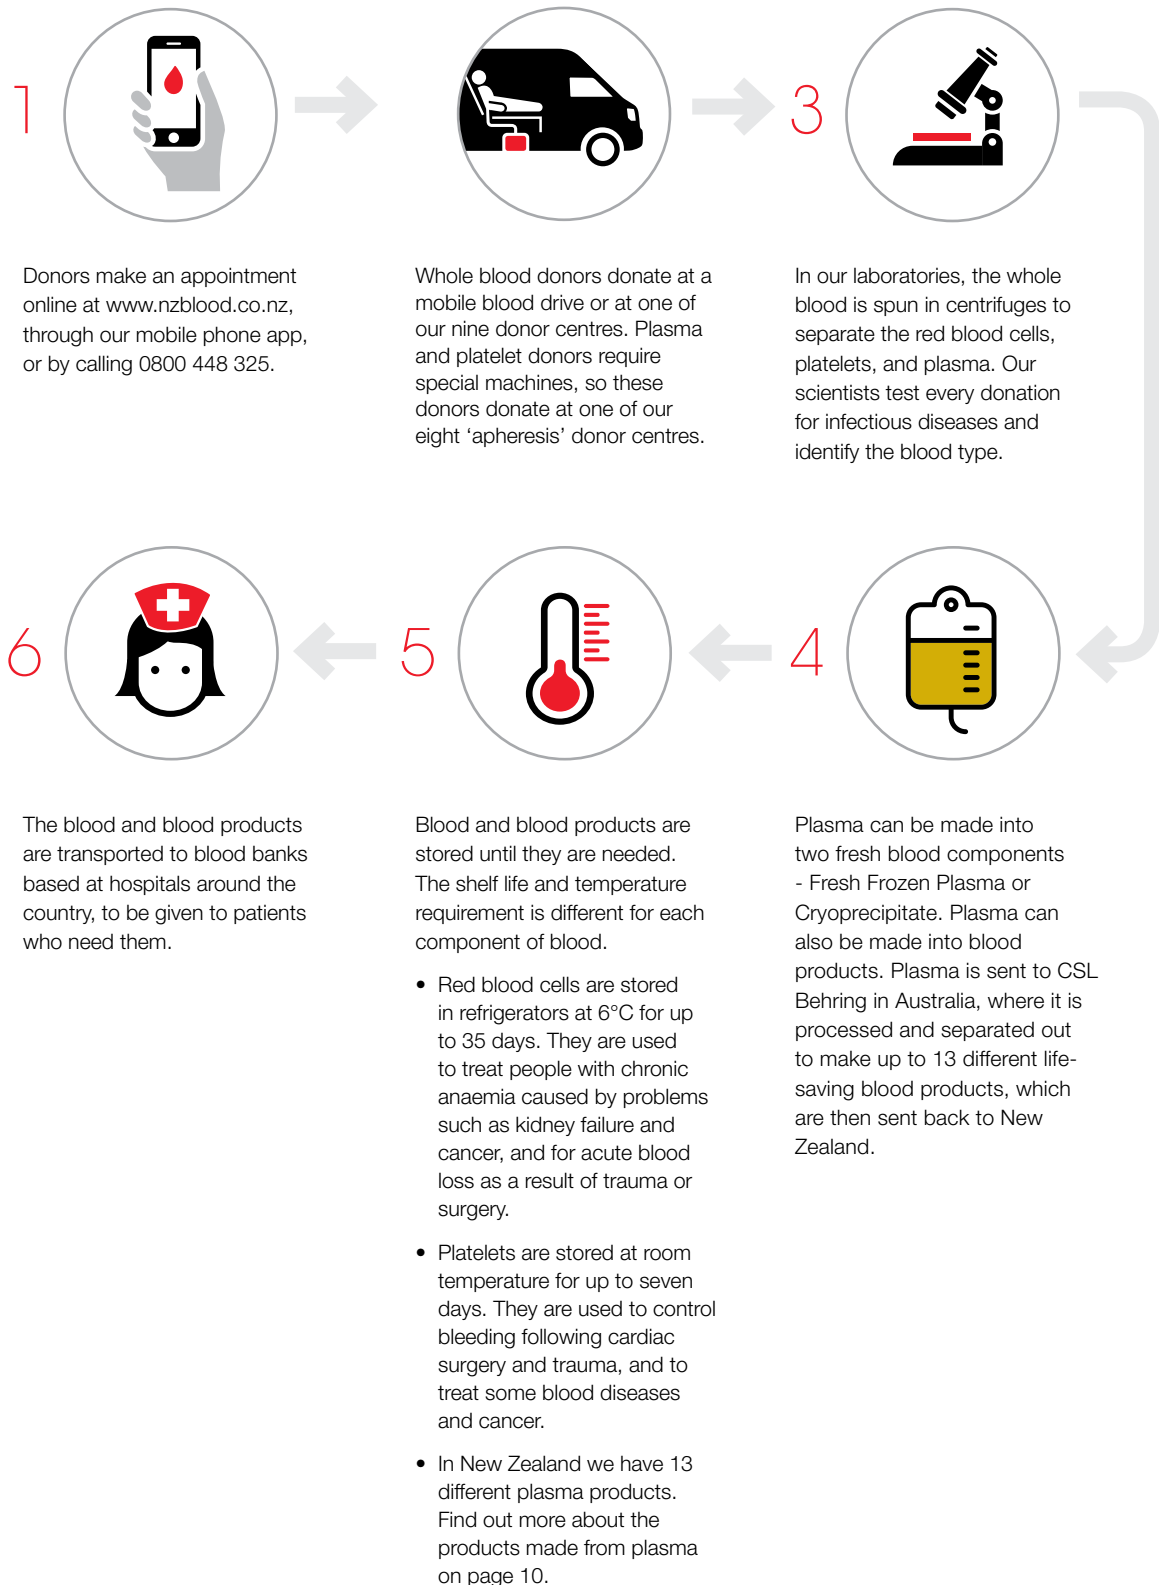 1
Donors make an appointment
online at www.nzblood.co.nz,
through our mobile phone app,
or by calling 0800 448 325.
Whole blood donors donate at a
mobile blood drive or at one of
our nine donor centres. Plasma
and platelet donors require
special machines, so these
donors donate at one of our
eight ‘apheresis’ donor centres.
3
In our laboratories, the whole
blood is spun in centrifuges to
separate the red blood cells,
platelets, and plasma. Our
scientists test every donation
for infectious diseases and
identify the blood type.
4
Plasma can be made into
two fresh blood components
- Fresh Frozen Plasma or
Cryoprecipitate. Plasma can
also be made into blood
products. Plasma is sent to CSL
Behring in Australia, where it is
processed and separated out
to make up to 13 different life-
saving blood products, which
are then sent back to New
Zealand.
5
Blood and blood products are
stored until they are needed.
The shelf life and temperature
requirement is different for each
component of blood.
• Red blood cells are stored
in refrigerators at 6°C for up
to 35 days. They are used
to treat people with chronic
anaemia caused by problems
such as kidney failure and
cancer, and for acute blood
loss as a result of trauma or
surgery.
• Platelets are stored at room
temperature for up to seven
days. They are used to control
bleeding following cardiac
surgery and trauma, and to
treat some blood diseases
and cancer.
• In New Zealand we have 13
different plasma products.
Find out more about the
products made from plasma
on page 10.
6
The blood and blood products
are transported to blood banks
based at hospitals around the
country, to be given to patients
who need them.